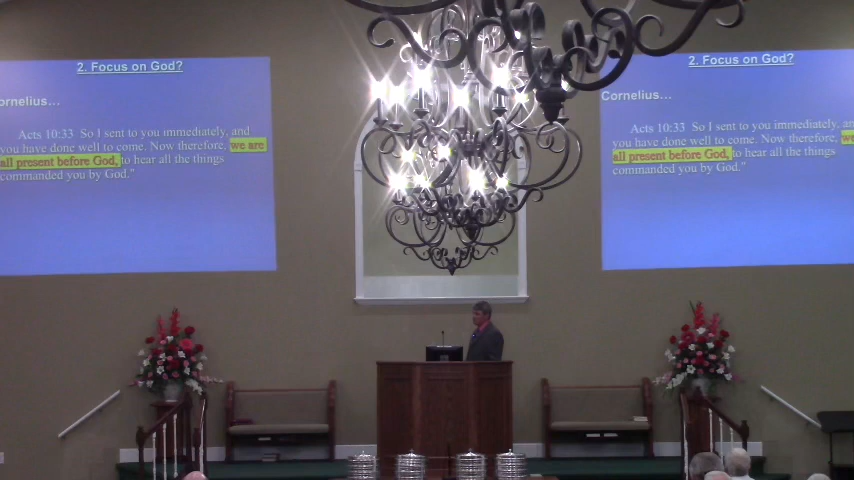 2. Focus on God?
ornelius...
Acts 10:33 So I sent to you immediately, and
you have done well to come. Now therefore, we are
all present before God, to hear all the things
commanded you by God."
2. Focus on God?
Cornelius...
Acts 10:33 So I sent to you immediately, an
you have done well to come. Now therefore, w
all present before God, to hear all the things
commanded you by God."